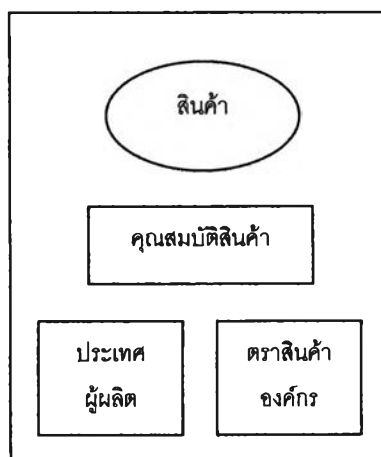 สินค้า
คุณสมบัติสินค้า
ประเทศ
ผู้ผลิต
ตราสินค้า
องค์กร